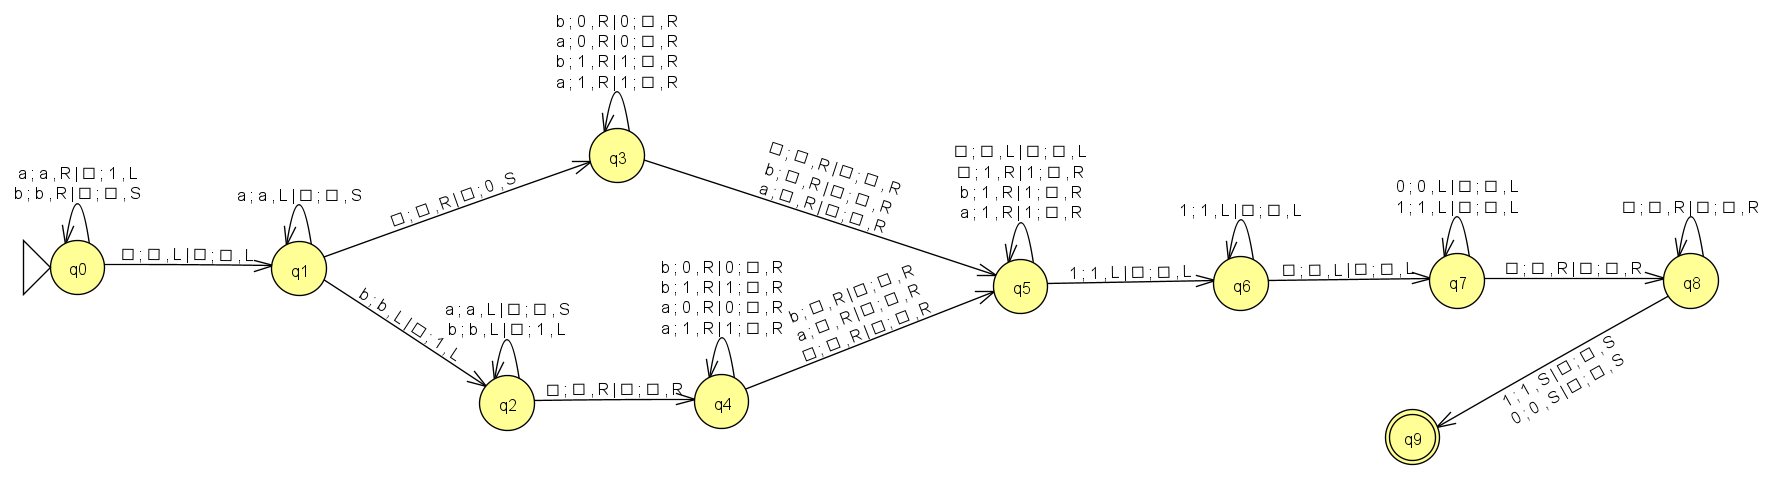 b ; 0 , R | 0 ; □ , R
a ; 0 , R | 0 ; □ , R
b ; 1 , R | 1 ; □ , R
a ; 1 , R | 1 ; □ , R
q3
□ ; □ , R | □ ; □ , R
b ; □ , R | □ ; □ , R
a ; □ , R | □ ; □ , R
□ ; □ , L | □ ; □ , L
□ ; 1 , R | 1 ; □ , R
b ; 1 , R | 1 ; □ , R
a ; 1 , R | 1 ; □ , R
0 ; 0 , L | □ ; □ , L
1 ; 1 , L | □ ; □ , L
a ; a , R | □ ; 1 , L
b ; b , R | □ ; □ , S
a ; a , L | □ ; □ , S
□ ; □ , R | □ ; 0 , S
1 ; 1 , L | □ ; □ , L
□ ; □ , R | □ ; □ , R
q0
□ ; □ , L | □ ; □ , L
q1
q5
1 ; 1 , L | □ ; □ , L
q6
□ ; □ , L | □ ; □ , L
q7
□ ; □ , R | □ ; □ , R
q8
b ; b , L | □ ; 1 , L
a ; a , L | □ ; □ , S
b ; b , L | □ ; 1 , L
b ; 0 , R | 0 ; □ , R
b ; 1 , R | 1 ; □ , R
a ; 0 , R | 0 ; □ , R
a ; 1 , R | 1 ; □ , R
b ; □ , R | □ ; □ , R
a ; □ , R | □ ; □ , R
□ ; □ , R | □ ; □ , R
q2
□ ; □ , R | □ ; □ , R
q4
1 ; 1 , S | □ ; □ , S
0 ; 0 , S | □ ; □ , S
q9